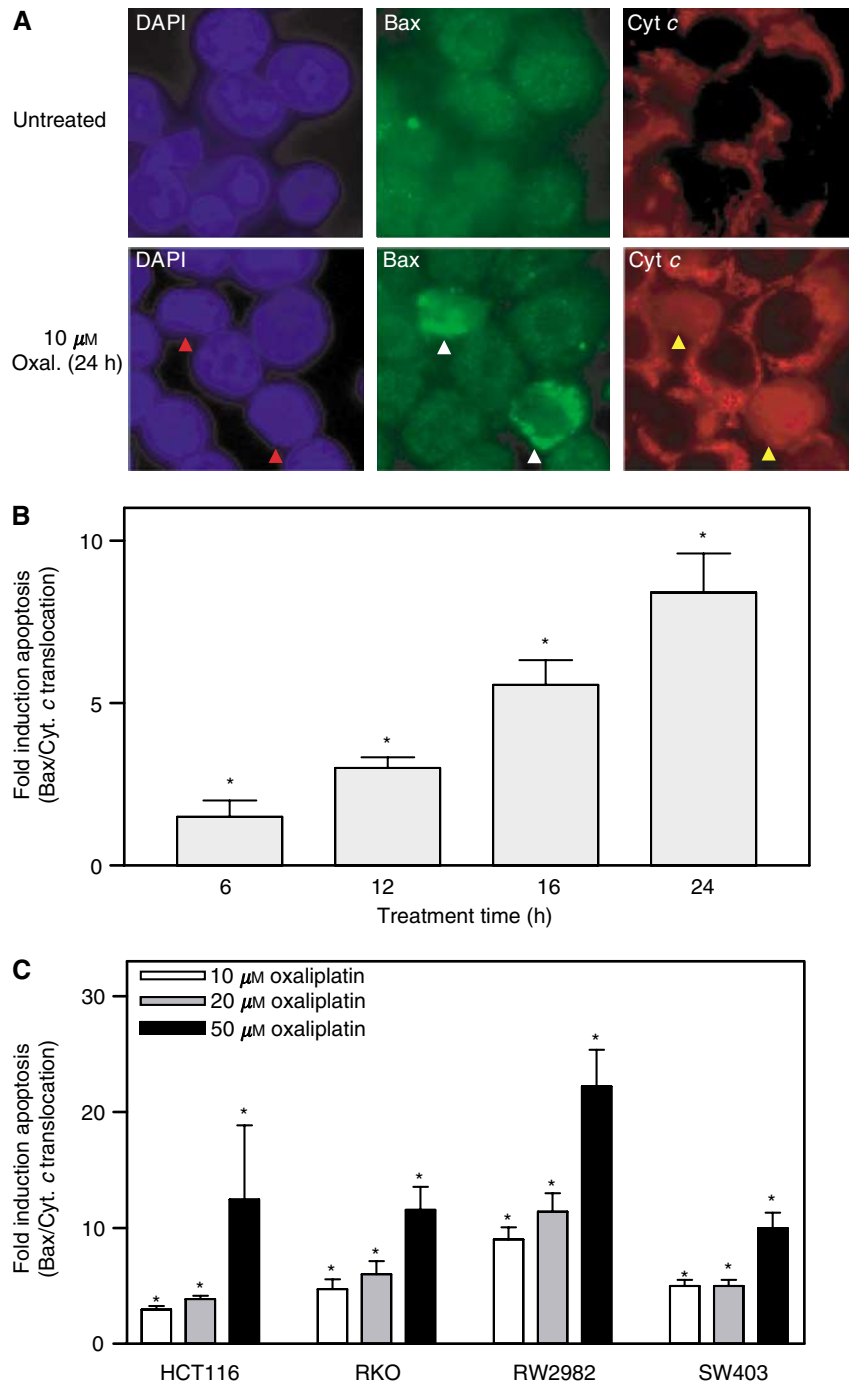 A
DAPI
Bax
Cyt c
Untreated
DAPI
Bax
Cyt c
10 µM
Oxal. (24 h)
B
Fold induction apoptosis
(Bax/Cyt. c translocation)
10
5
0
*
*
*
*
6
12
16
24
Treatment time (h)
C
Fold induction apoptosis
(Bax/Cyt. c translocation)
10 µM oxaliplatin
20 µM oxaliplatin
50 µM oxaliplatin
30
20
10
0
* * *
* * *
* * *
* * *
HCT116
RKO
RW2982
SW403